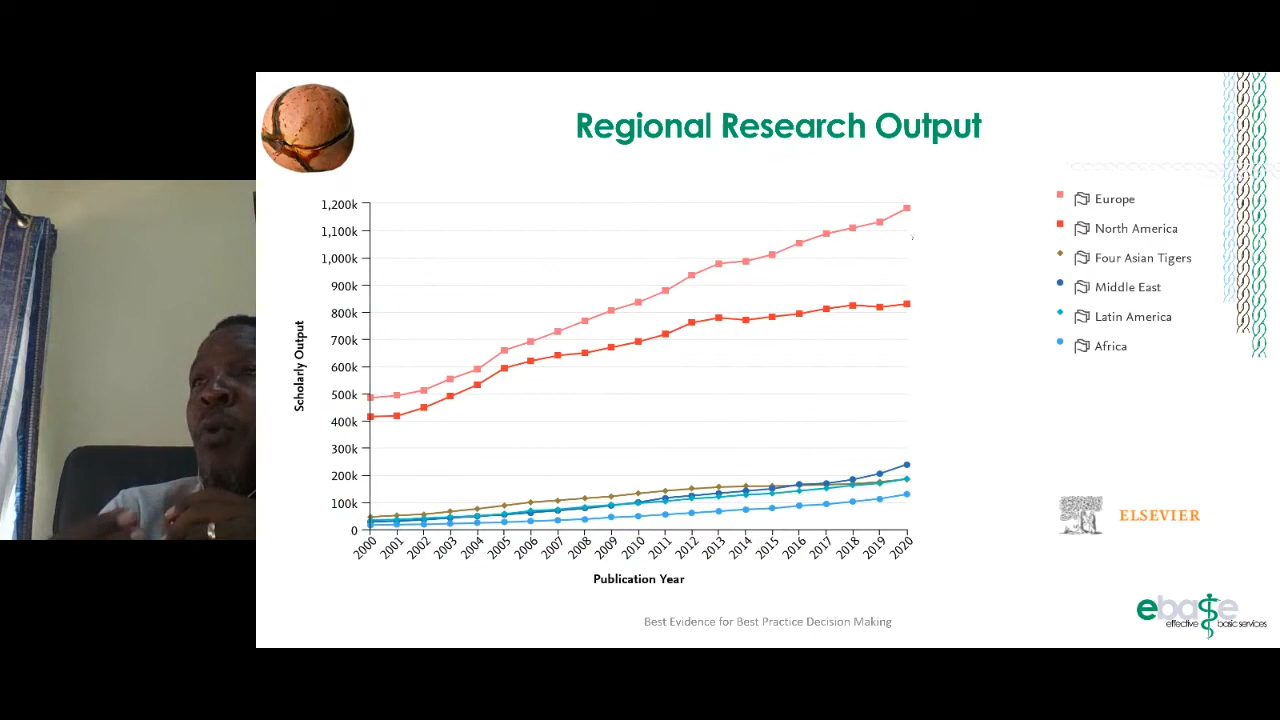 Regional Research Output
1,200k
1,100k
1,000k
900k
800k
700k
600k
500k
400k
300k
200k
100k
0
Scholarly Output
2000
2001
2002
2003
2004
2005
2006
2007
2008
2009
2010
2011
2012
2013
2014
2015
2016
2017
2018
2019
2020
Publication Year
Europe
North America
Four Asian Tigers
Middle East
Latin America
Africa
ELSEVIER
Best Evidence for Best Practice Decision Making
ebase
effective basic services